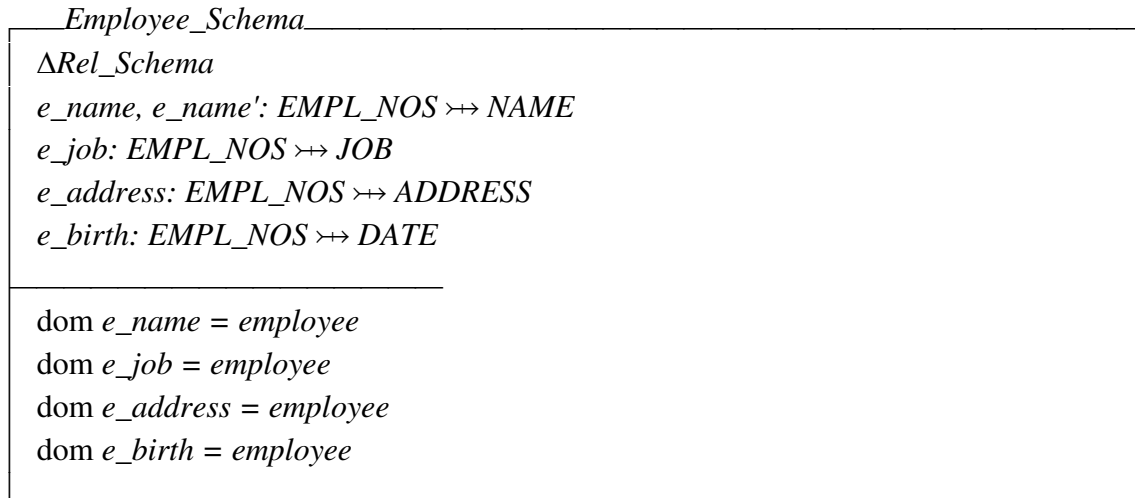 Employee_Schema
ΔRel_Schema
e_name, e_name': EMPL_NOS ⤔ NAME
e_job: EMPL_NOS ⤔ JOB
e_address: EMPL_NOS ⤔ ADDRESS
e_birth: EMPL_NOS ⤔ DATE
dom e_name = employee
dom e_job = employee
dom e_address = employee
dom e_birth = employee